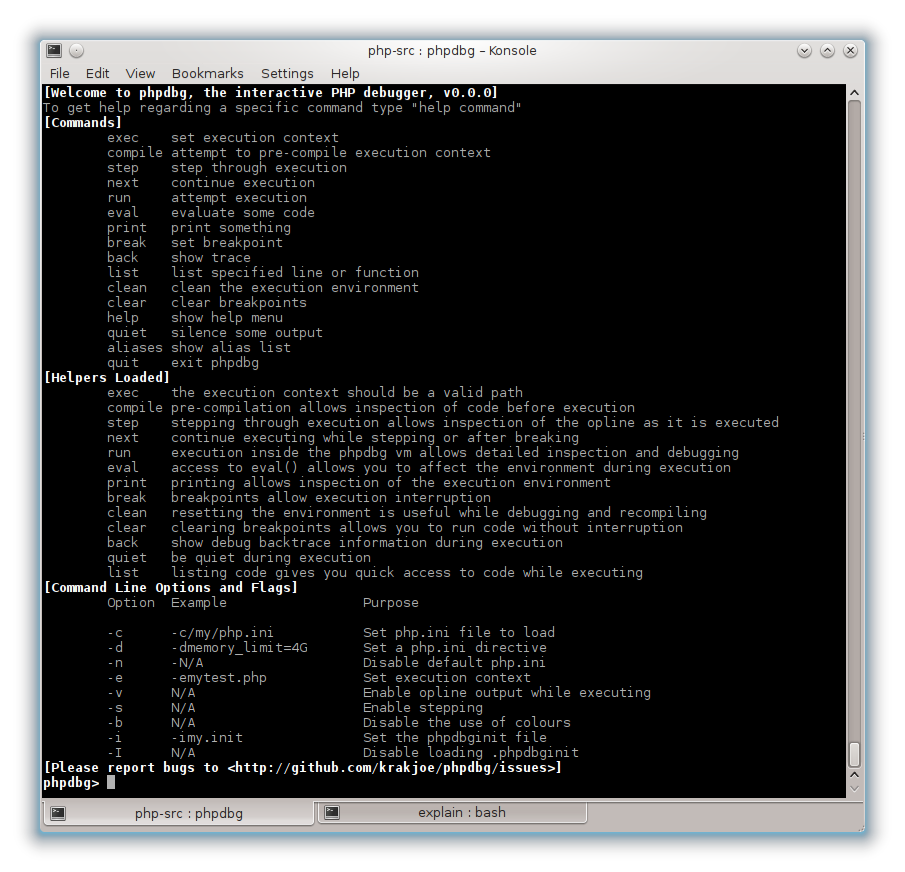 php-src : phpdbg – Konsole
File Edit View Bookmarks Settings Help
[Welcome to phpdbg, the interactive PHP debugger, v0.0.0]
To get help regarding a specific command type "help command"
[Commands]
exec set execution context
compile attempt to pre-compile execution context
step step through execution
next continue execution
run attempt execution
eval evaluate some code
print print something
break set breakpoint
back show trace
list list specified line or function
clean clean the execution environment
clear clear breakpoints
help show help menu
quiet silence some output
aliases show alias list
quit exit phpdbg
[Helpers Loaded]
exec the execution context should be a valid path
compile pre-compilation allows inspection of code before execution
step stepping through execution allows inspection of the opline as it is executed
next continue executing while stepping or after breaking
run execution inside the phpdbg vm allows detailed inspection and debugging
eval access to eval() allows you to affect the environment during execution
print printing allows inspection of the execution environment
break breakpoints allow execution interruption
clean resetting the environment is useful while debugging and recompiling
clear clearing breakpoints allows you to run code without interruption
back show debug backtrace information during execution
quiet be quiet during execution
list listing code gives you quick access to code while executing
[Command Line Options and Flags]
Option Example Purpose
-c -c/my/php.ini Set php.ini file to load
-d -dmemory_limit=4G Set a php.ini directive
-n -N/A Disable default php.ini
-e -emytest.php Set execution context
-v N/A Enable opline output while executing
-s N/A Enable stepping
-b N/A Disable the use of colours
-i -imy.init Set the phpdbginit file
-I N/A Disable loading .phpdbginit
[Please report bugs to <http://github.com/krakjoe/phpdbg/issues>]
phpdbg>
php-src : phpdbg
explain : bash